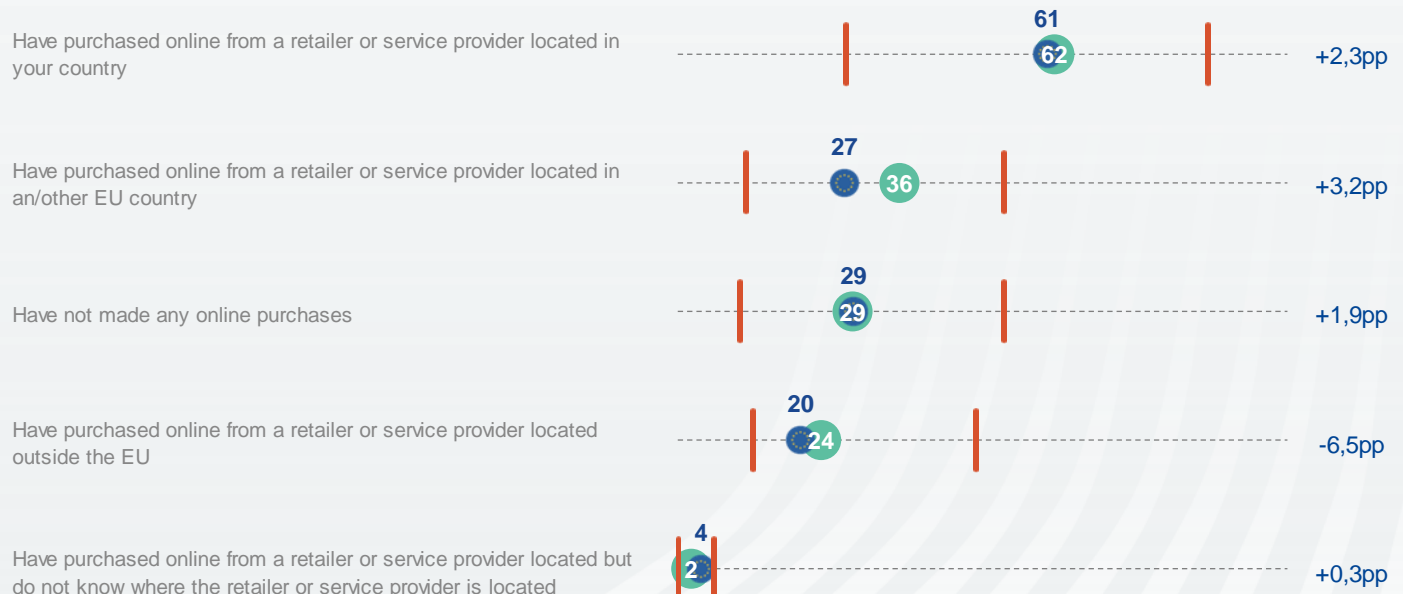 Have purchased online from a retailer or service provider located in
your country
61
62
+2,3pp
Have purchased online from a retailer or service provider located in
an/other EU country
27
36
+3,2pp
Have not made any online purchases
29
29
+1,9pp
Have purchased online from a retailer or service provider located
outside the EU
20
24
-6,5pp
Have purchased online from a retailer or service provider located but
do not know where the retailer or service provider is located
4
2
+0,3pp